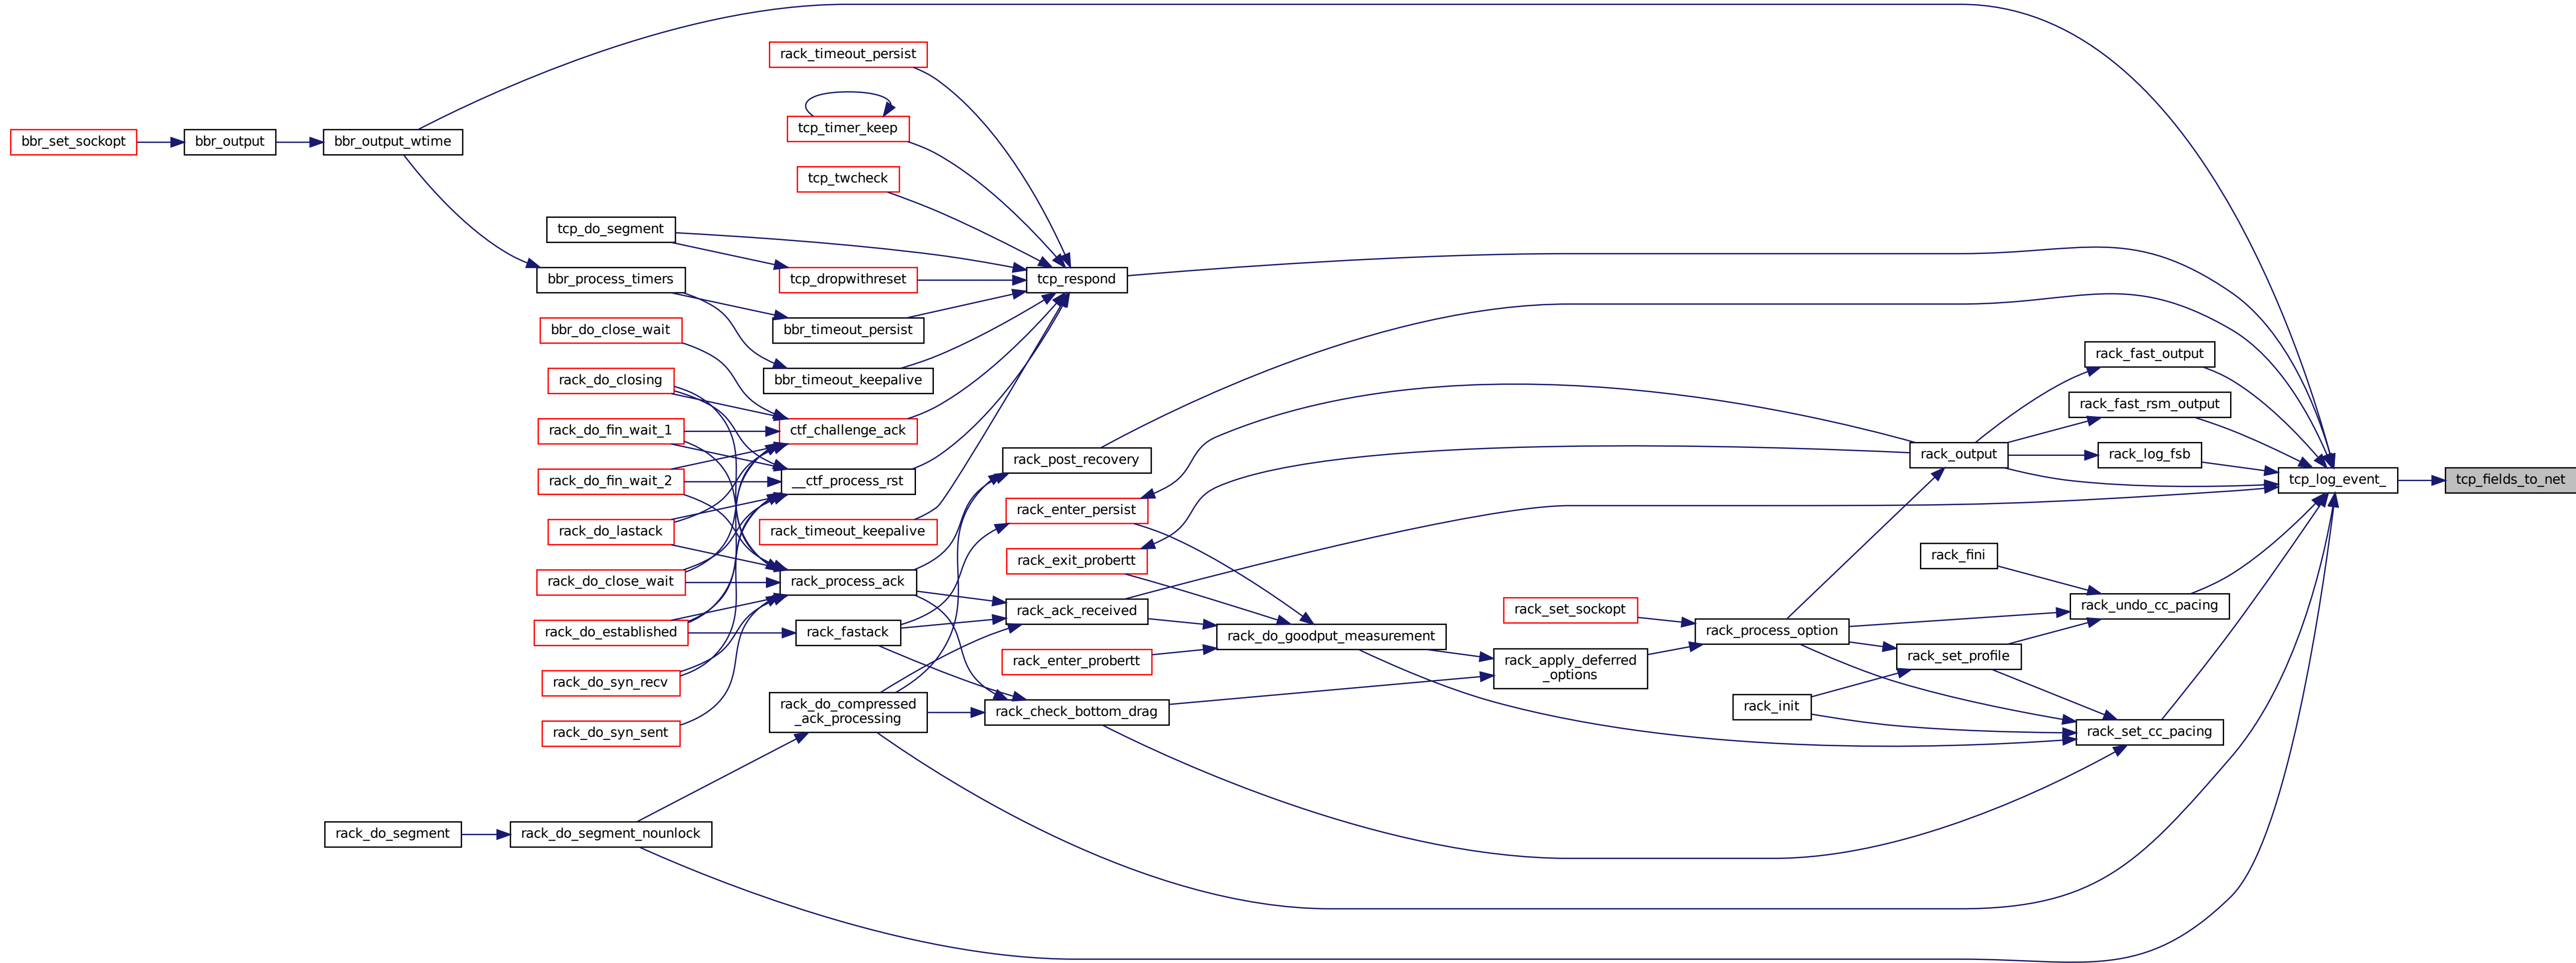 rack_timeout_persist
tcp_timer_keep
bbr_set_sockopt
bbr_output
bbr_output_wtime
tcp_twcheck
tcp_do_segment
bbr_process_timers
tcp_dropwithreset
tcp_respond
bbr_do_close_wait
bbr_timeout_persist
rack_fast_output
rack_do_closing
bbr_timeout_keepalive
rack_fast_rsm_output
rack_do_fin_wait_1
ctf_challenge_ack
rack_post_recovery
rack_output
rack_log_fsb
rack_do_fin_wait_2
__ctf_process_rst
tcp_log_event_
tcp_fields_to_net
rack_enter_persist
rack_do_lastack
rack_timeout_keepalive
rack_exit_probertt
rack_fini
rack_do_close_wait
rack_process_ack
rack_ack_received
rack_set_sockopt
rack_undo_cc_pacing
rack_do_established
rack_fastack
rack_do_goodput_measurement
rack_process_option
rack_enter_probertt
rack_apply_deferred
_options
rack_set_profile
rack_do_syn_recv
rack_do_compressed
_ack_processing
rack_check_bottom_drag
rack_init
rack_do_syn_sent
rack_set_cc_pacing
rack_do_segment
rack_do_segment_nounlock